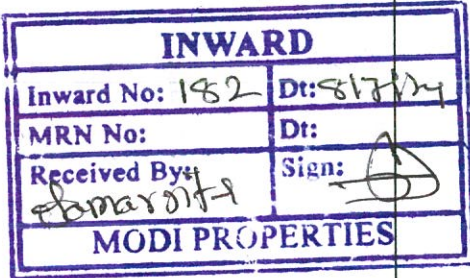 INWARD
Inward No: 182 Dt: 8/7/24
MRN No: Dt:
Received By: Sign:
MODI PROPERTIES